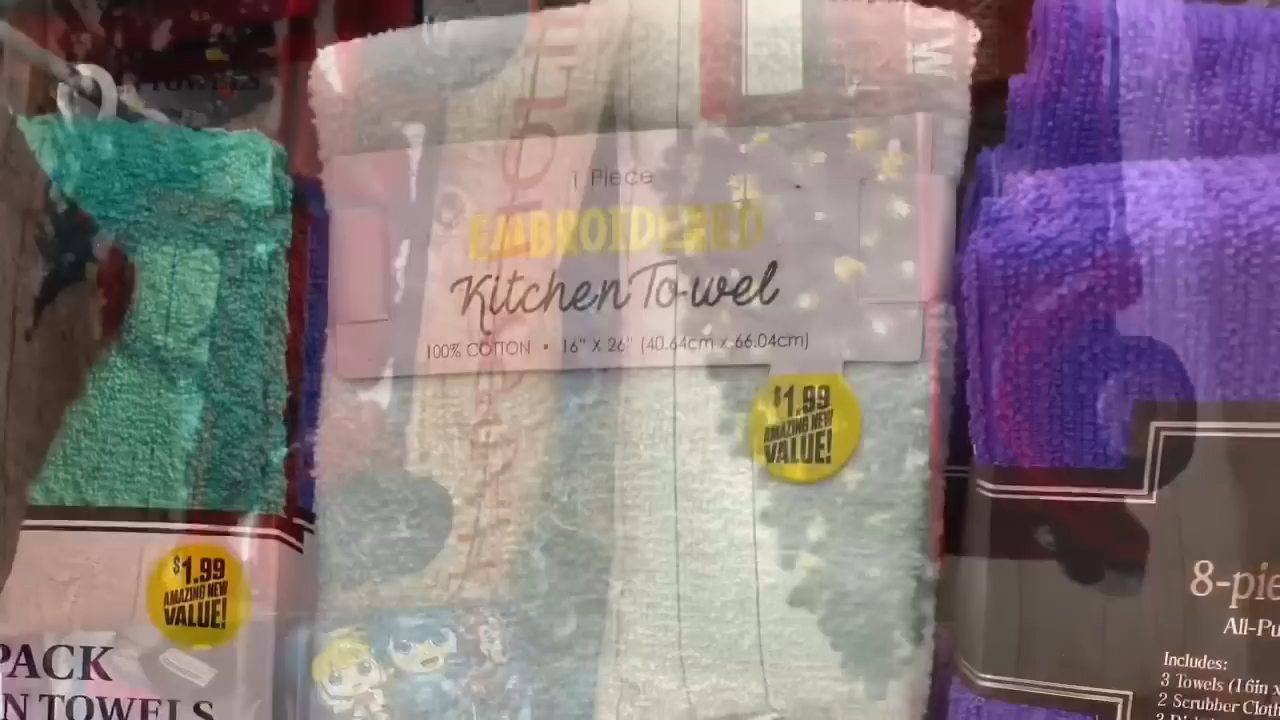 TOWELS
1 Piece
EMBROIDERED
Kitchen Towel
100% COTTON • 16" X 26" (40.64cm x 66.04cm)
$1.99
AMAZING NEW
VALUE!
$1.99
AMAZING NEW
VALUE!
PACK
N TOWELS
8-pie
All-Pu
Includes:
3 Towels (16in x
2 Scrubber Cloth